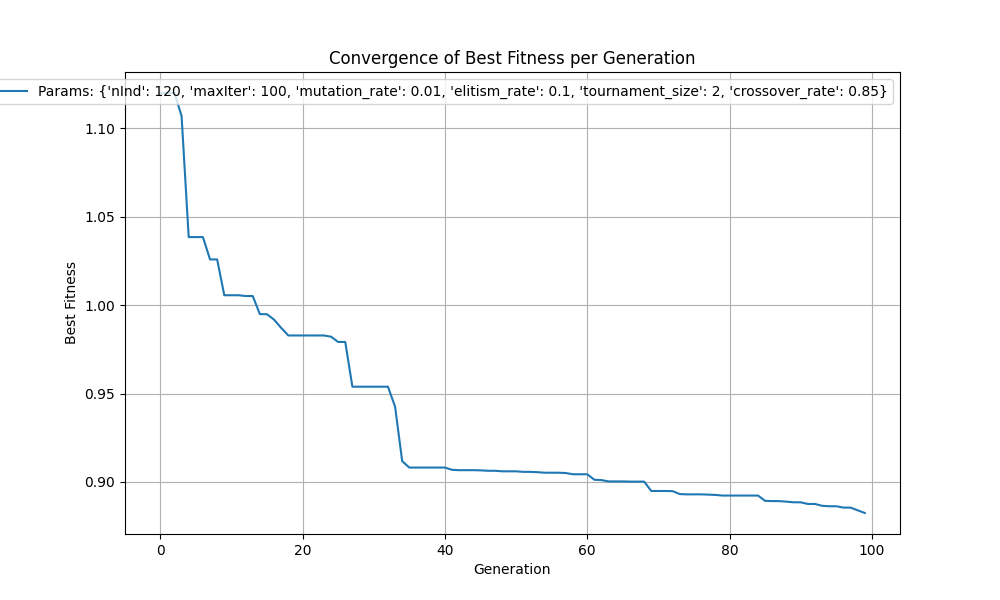 Convergence of Best Fitness per Generation
Params: {'nInd': 120, 'maxIter': 100, 'mutation_rate': 0.01, 'elitism_rate': 0.1, 'tournament_size': 2, 'crossover_rate': 0.85}
1.10
1.05
1.00
0.95
0.90
Best Fitness
0 20 40 60 80 100
Generation